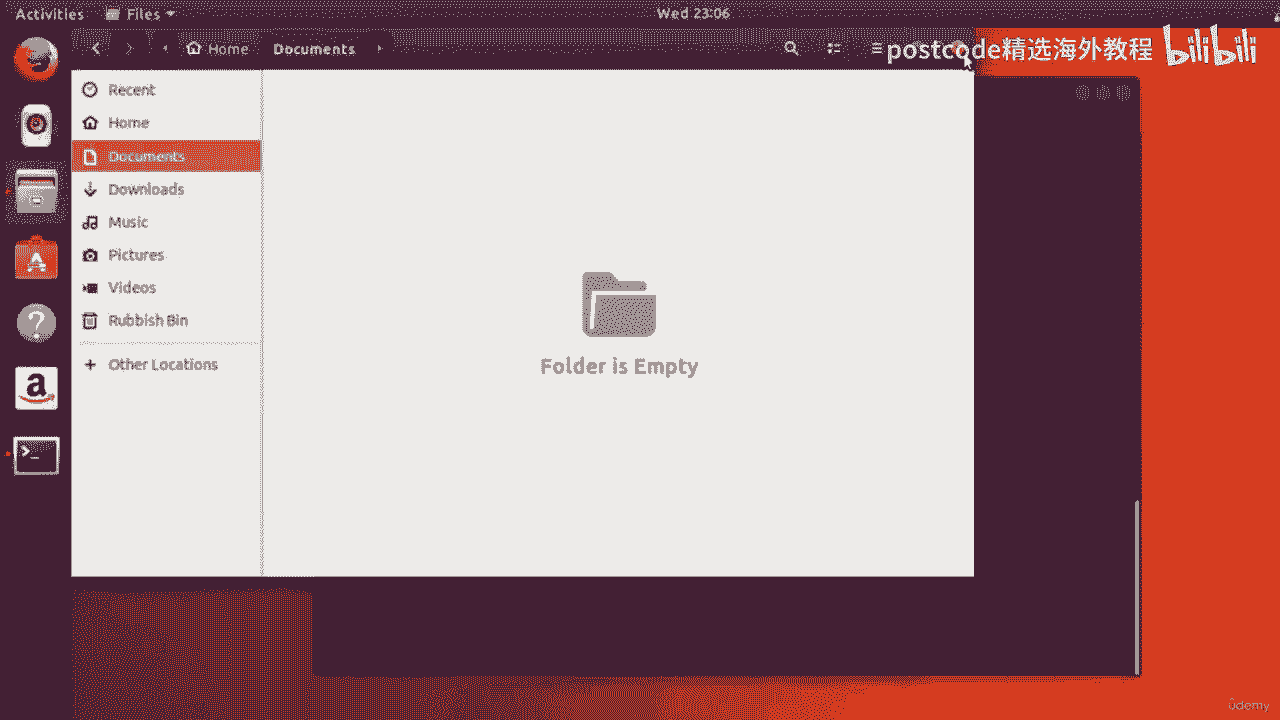 Activities Files Wed 23:06
Home Documents
postcode精选海外教程 bilibili
Recent
Home
Documents
Downloads
Music
Pictures
Videos
Rubbish Bin
Other Locations
Folder is Empty
ûdemy